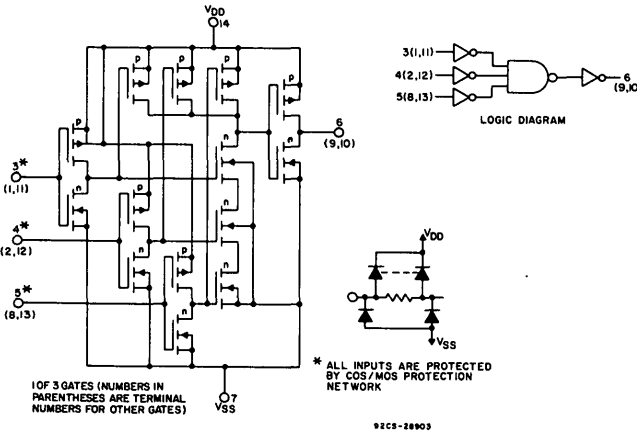 VDD
14
p
p
p
p
p
n
n
n
n
n
n
n
p
p
3*
(1,11)
4*
(2,12)
5*
(8,13)
6
(9,10)
7
VSS
1 OF 3 GATES (NUMBERS IN
PARENTHESES ARE TERMINAL
NUMBERS FOR OTHER GATES)
3(1,11)
4(2,12)
5(8,13)
6
(9,10
LOGIC DIAGRAM
VDD
VSS
* ALL INPUTS ARE PROTECTED
BY COS/MOS PROTECTION
NETWORK
92CS-28903